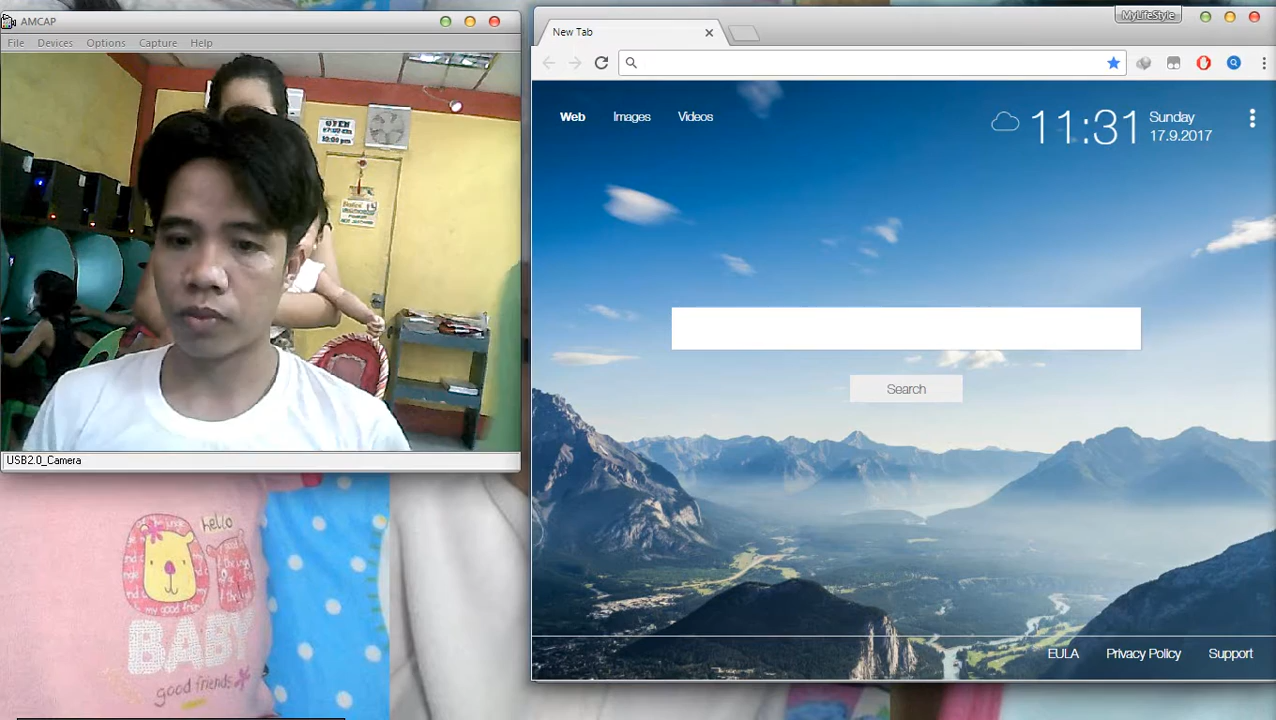 AMCAP
File Devices Options Capture Help
OPEN
USB2.0_Camera
hello
BABY
good friends
MyLifeStyle
New Tab
Web Images Videos
11:31
Sunday
17.9.2017
Search
EULA Privacy Policy Support